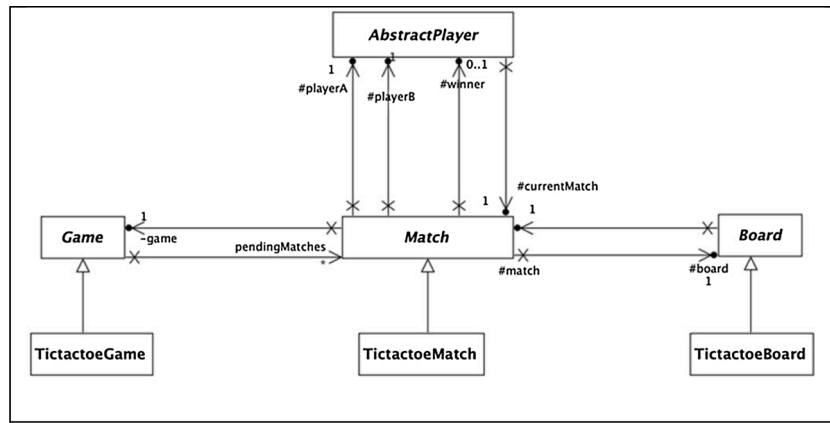 AbstractPlayer
1
1
0..1
#playerA
#playerB
#winner
#currentMatch
1
1
1
-game
pendingMatches
*
Game
Match
Board
#match
#board
1
TictactoeGame
TictactoeMatch
TictactoeBoard